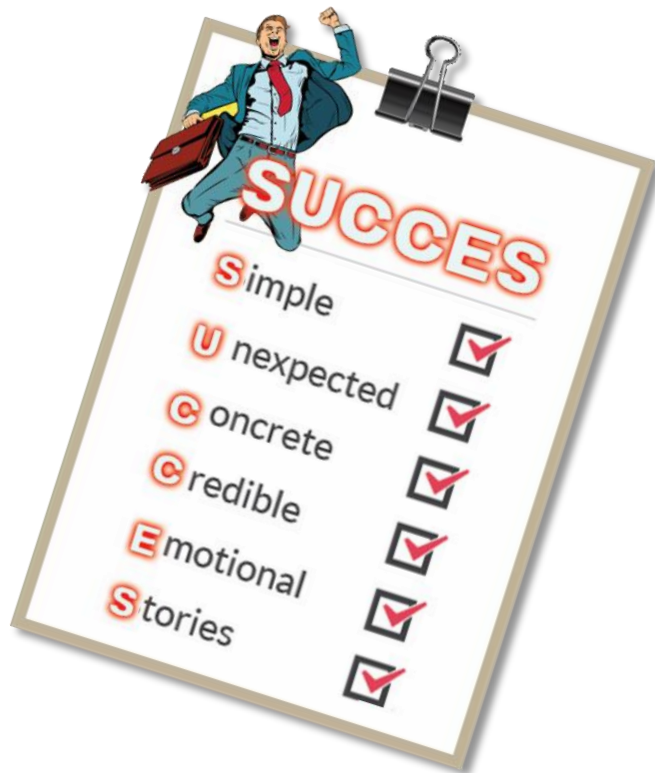 SUCCES
Simple
Unexpected
Concrete
Credible
Emotional
Stories